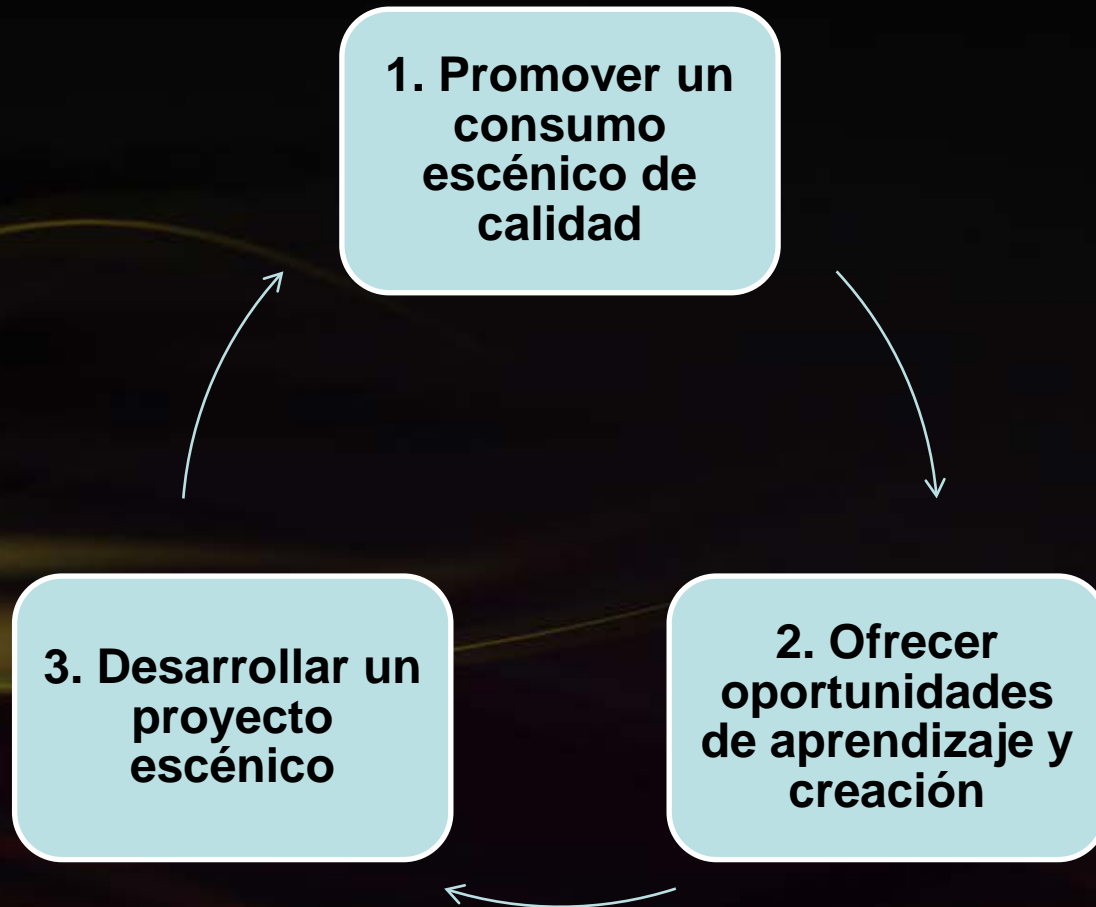 1. Promover un
consumo
escénico de
calidad
2. Ofrecer
oportunidades
de aprendizaje y
creación
3. Desarrollar un
proyecto
escénico